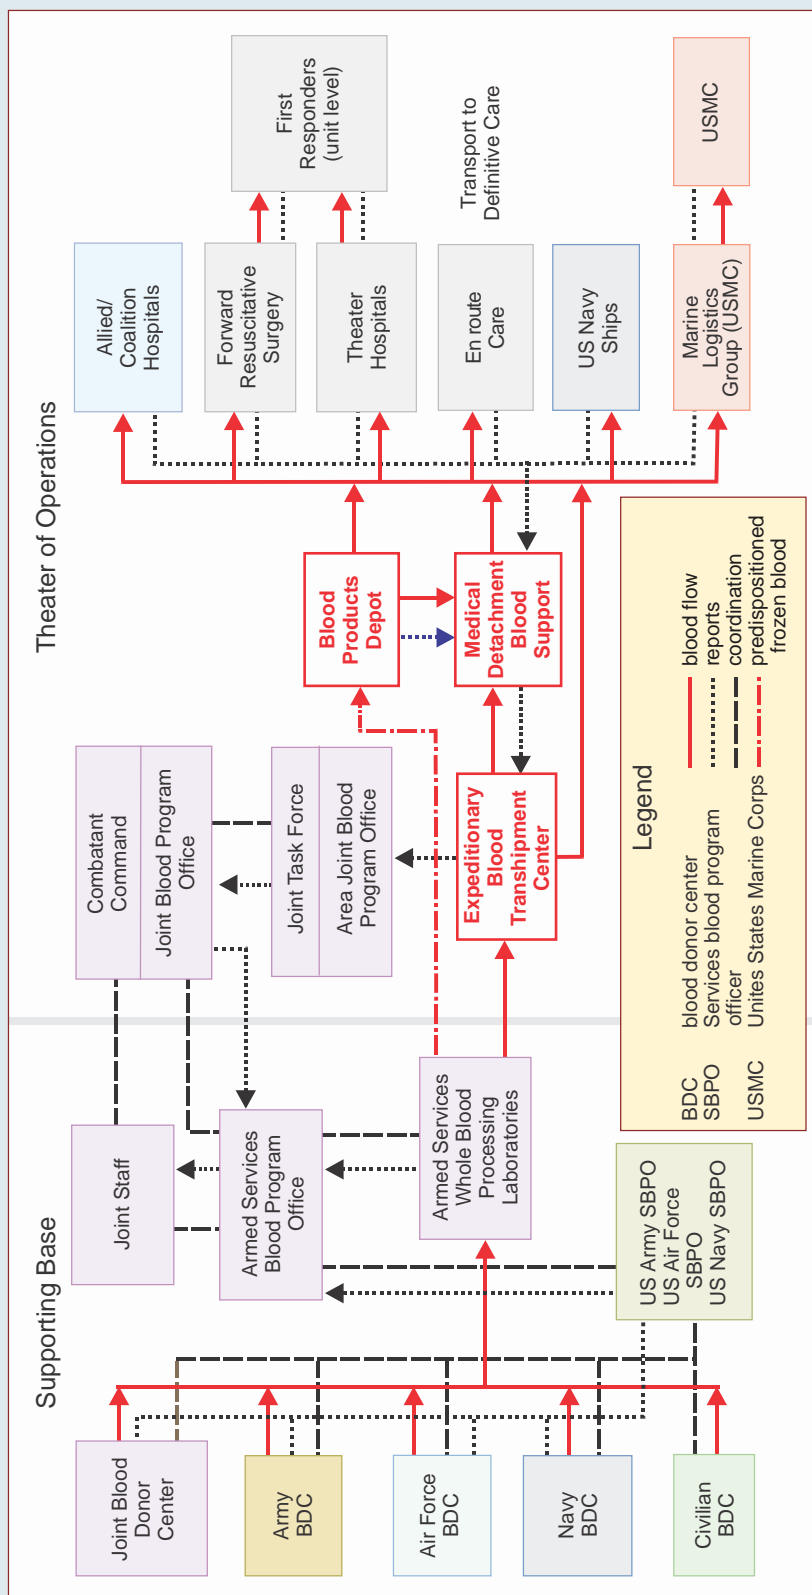 Supporting Base
Theater of Operations
Joint Blood
Donor
Center
Army
BDC
Air Force
BDC
Navy
BDC
Civilian
BDC
Joint Staff
Armed Services
Blood Program
Office
Armed Services
Whole Blood
Processing
Laboratories
US Army SBPO
US Air Force
SBPO
US Navy SBPO
Combatant
Command
Joint Blood Program
Office
Joint Task Force
Area Joint Blood
Program Office
Expeditionary
Blood
Transhipment
Center
Blood
Products
Depot
Medical
Detachment
Blood
Support
Allied/
Coalition
Hospitals
Forward
Resuscitative
Surgery
Theater
Hospitals
En route
Care
US Navy
Ships
Marine
Logistics
Group (USMC)
First
Responders
(unit level)
Transport to
Definitive Care
USMC
Legend
BDC blood donor center
SBPO Services blood program
officer
USMC Unites States Marine Corps
blood flow
reports
coordination
predispositioned
frozen blood